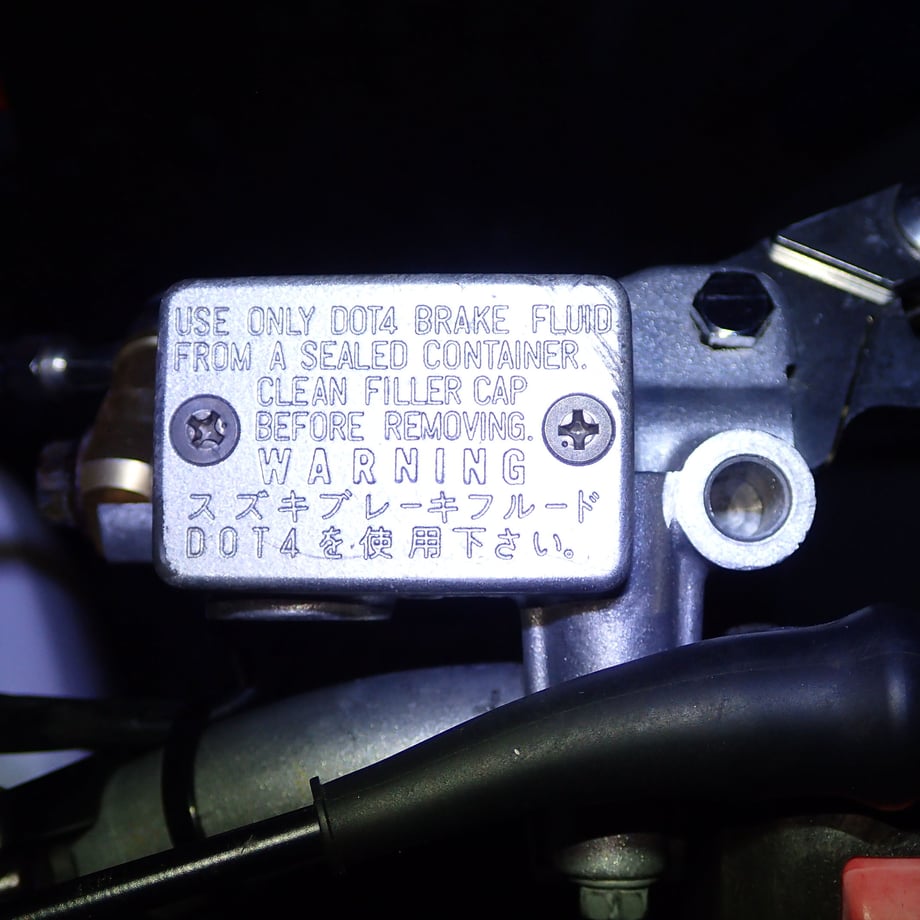 USE ONLY DOT4 BRAKE FLUID
FROM A SEALED CONTAINER.
CLEAN FILLER CAP
BEFORE REMOVING.
WARNING
スズキブレーキフルード
DOT4を使用下さい。